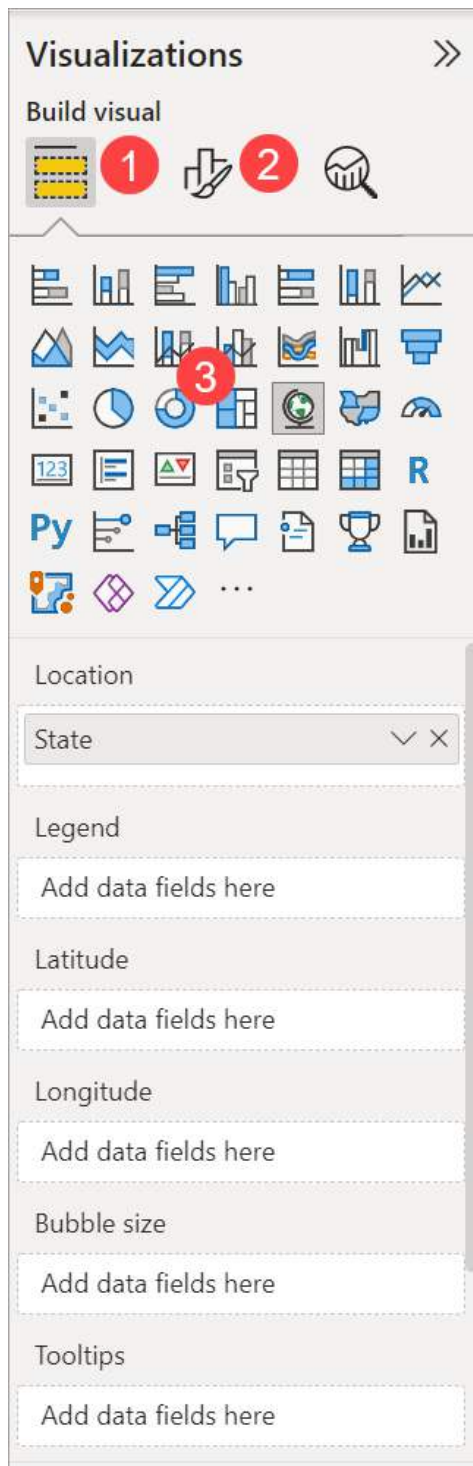 Visualizations
Build visual
1 2
3
123
R
Py
Location
State
Legend
Add data fields here
Latitude
Add data fields here
Longitude
Add data fields here
Bubble size
Add data fields here
Tooltips
Add data fields here